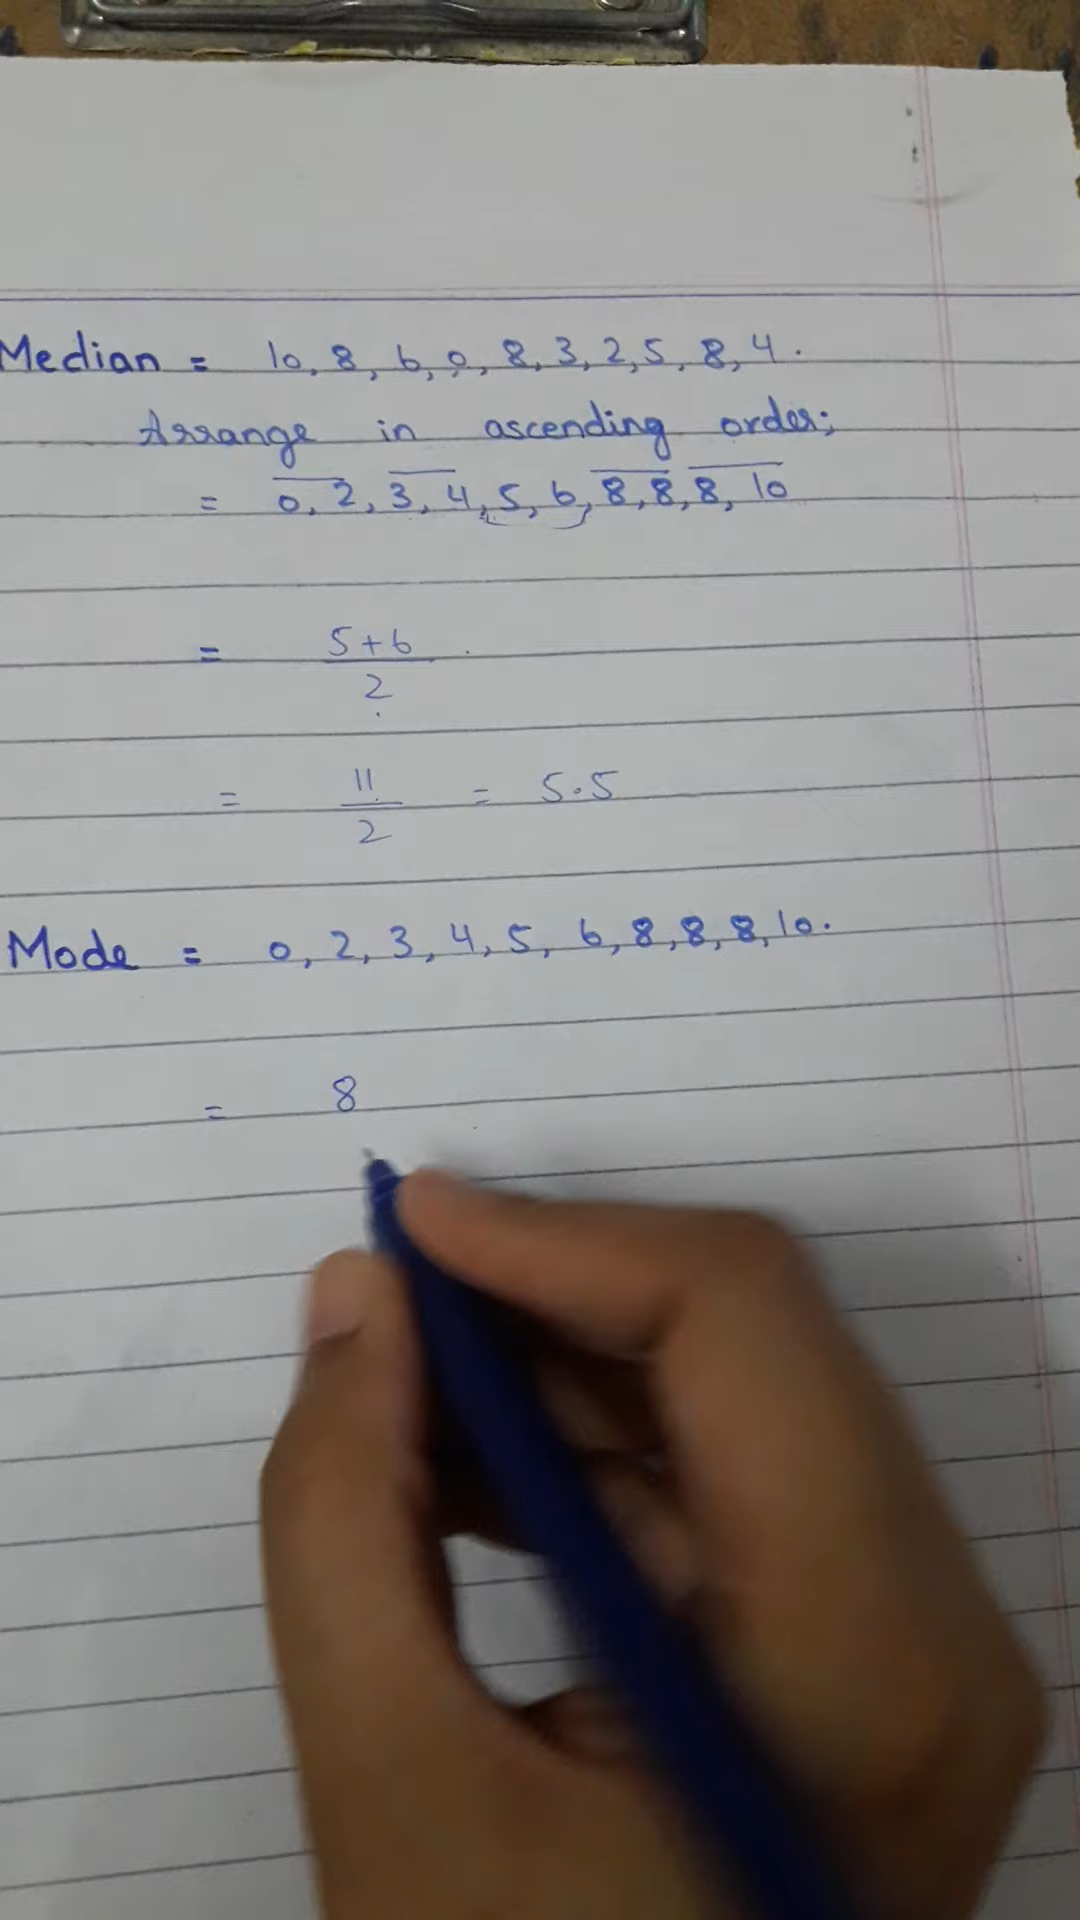 Median = 10, 8, 6, 0, 8, 3, 2, 5, 8, 4.
Arrange in ascending order;
= 0, 2, 3, 4, 5, 6, 8, 8, 8, 10
= 5+6
2
= 11 = 5.5
2
Mode = 0, 2, 3, 4, 5, 6, 8, 8, 8, 10.
= 8